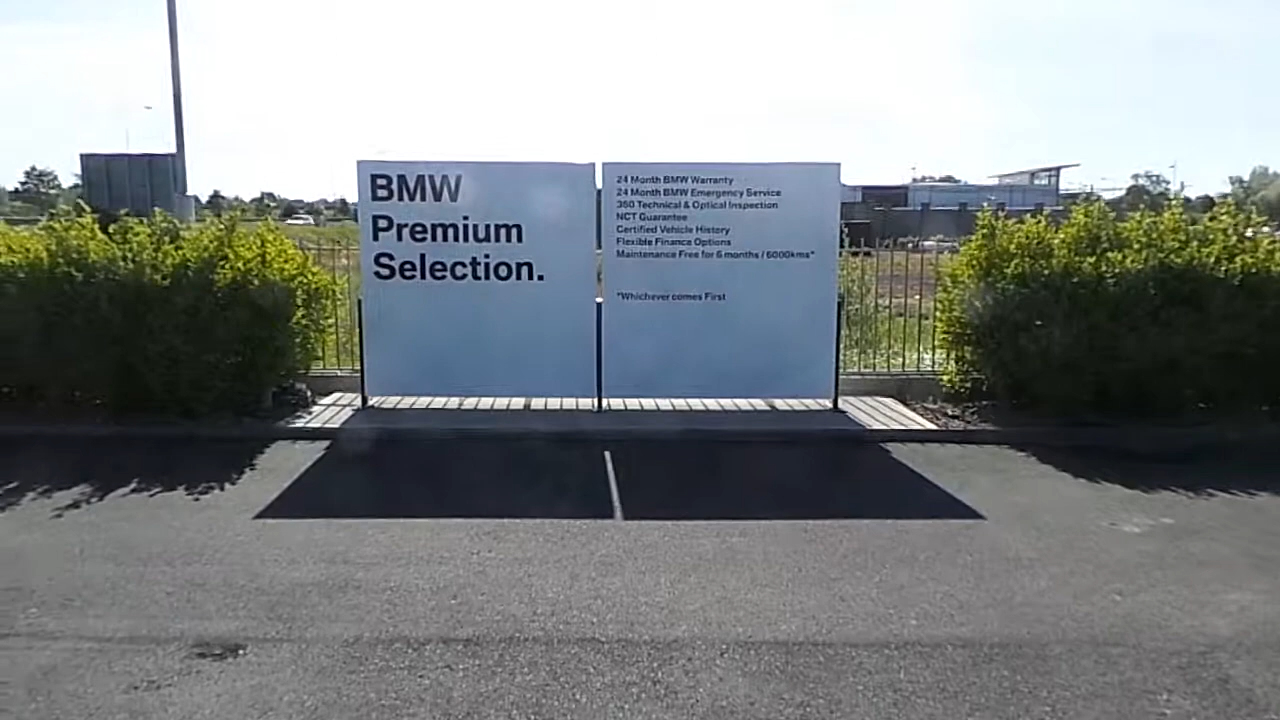 BMW
Premium
Selection.
24 Month BMW Warranty
24 Month BMW Emergency Service
360 Technical & Optical Inspection
NCT Guarantee
Certified Vehicle History
Flexible Finance Options
Maintenance Free for 6 months / 6000kms*
*Whichever comes First